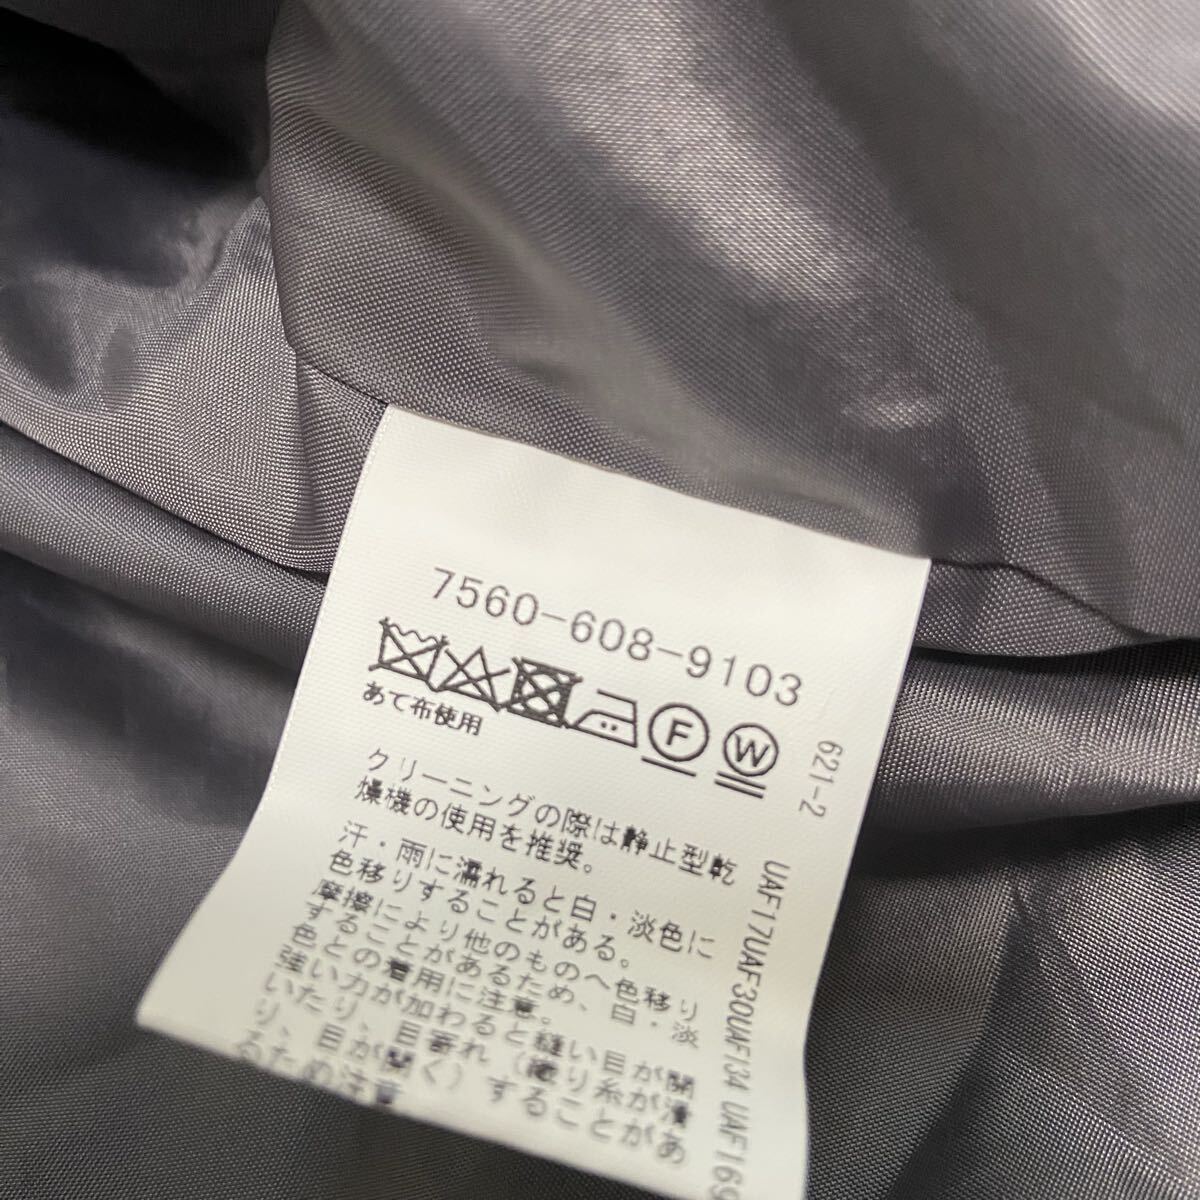 7560-608-9103
F
W
あて布使用
クリーニングの際は静止型乾
燥機の使用を推奨。
汗・雨に濡れると白・淡色に
色移りすることがある。
摩擦により他のものへ色移り
することがあるため、白・淡
色との着用に注意。
強い力が加わると縫い目が開
いたり、目寄れ（織り糸が滑
り、目が開く）することがあ
るため注意
621-2
UAF17UAF30UAF134 UAF169